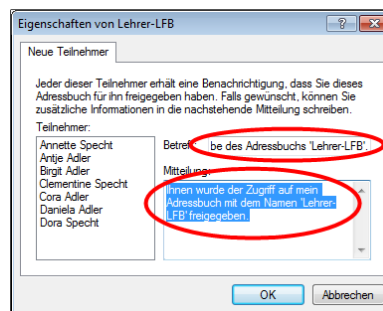 Eigenschaften von Lehrer-LFB
Neue Teilnehmer
Jeder dieser Teilnehmer erhält eine Benachrichtigung, dass Sie dieses
Adressbuch für ihn freigegeben haben. Falls gewünscht, können Sie
zusätzliche Informationen in die nachstehende Mitteilung schreiben.
Teilnehmer:
Annette Specht
Antje Adler
Birgit Adler
Clementine Specht
Cora Adler
Daniela Adler
Dora Specht
Betreff: be des Adressbuchs 'Lehrer-LFB'.
Mitteilung:
Ihnen wurde der Zugriff auf mein
Adressbuch mit dem Namen 'Lehrer-
LFB' freigegeben.
OK Abbrechen